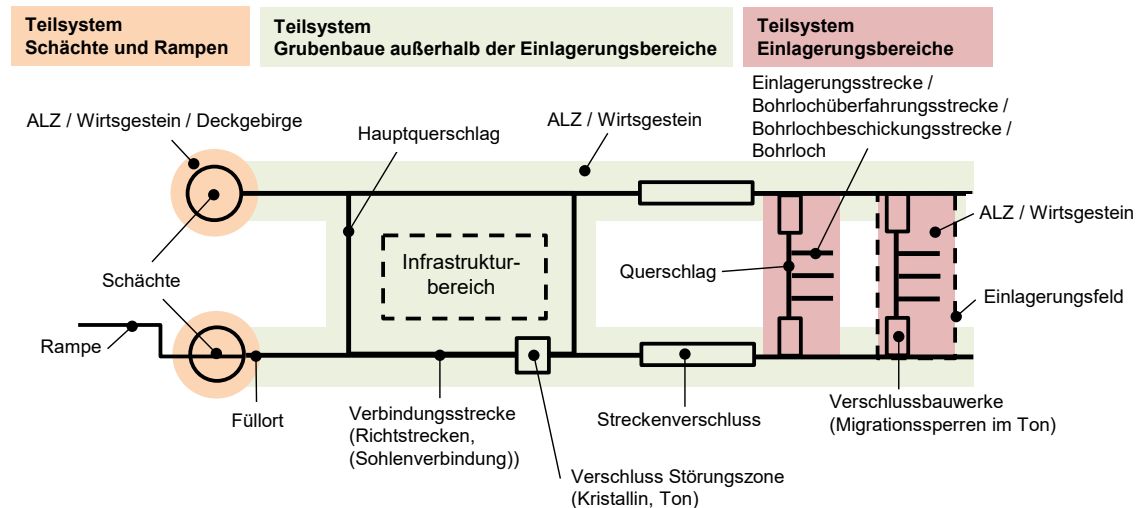 Teilsystem
Schächte und Rampen
Teilsystem
Grubenbaue außerhalb der Einlagerungsbereiche
Teilsystem
Einlagerungsbereiche
Einlagerungsstrecke /
Bohrlochüberfahrungsstrecke /
Bohrlochbeschickungsstrecke /
Bohrloch
ALZ / Wirtsgestein / Deckgebirge
Hauptquerschlag
ALZ / Wirtsgestein
ALZ / Wirtsgestein
Infrastruktur-
bereich
Querschlag
Schächte
Einlagerungsfeld
Rampe
Füllort
Verbindungsstrecke
(Richtstrecken,
(Sohlenverbindung))
Streckenverschluss
Verschlussbauwerke
(Migrationssperren im Ton)
Verschluss Störungszone
(Kristallin, Ton)